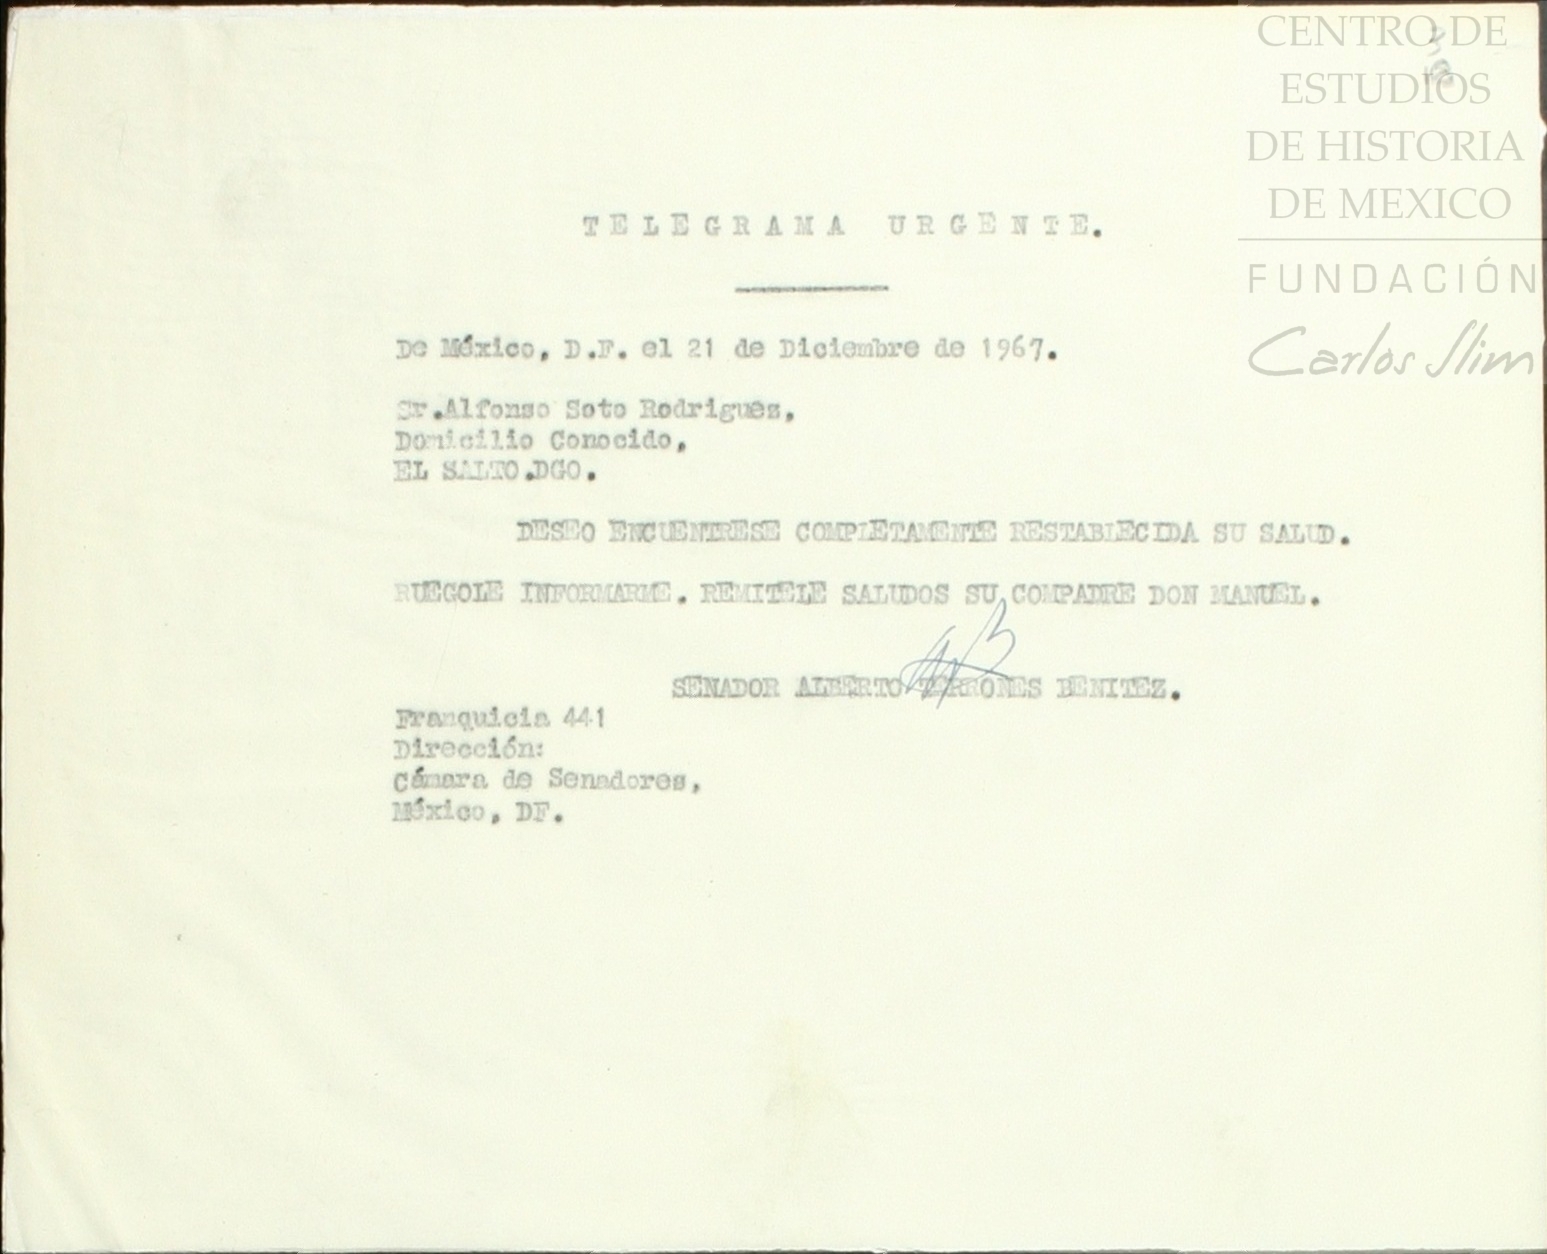 CENTRO DE
ESTUDIOS
DE HISTORIA
DE MEXICO
FUNDACIÓN
Carlos Slim
TELEGRAMA URGENTE.
De México, D.F. el 21 de Diciembre de 1967.
Sr.Alfonso Soto Rodriguez,
Domicilio Conocido,
EL SALTO.DGO.
DESEO ENCUENTRESE COMPLETAMENTE RESTABLECIDA SU SALUD.
RUEGOLE INFORMARME. REMITELE SALUDOS SU COMPADRE DON MANUEL.
SENADOR ALBERTO TERRONES BENITEZ.
Franquicia 441
Dirección:
Cámara de Senadores,
México, DF.